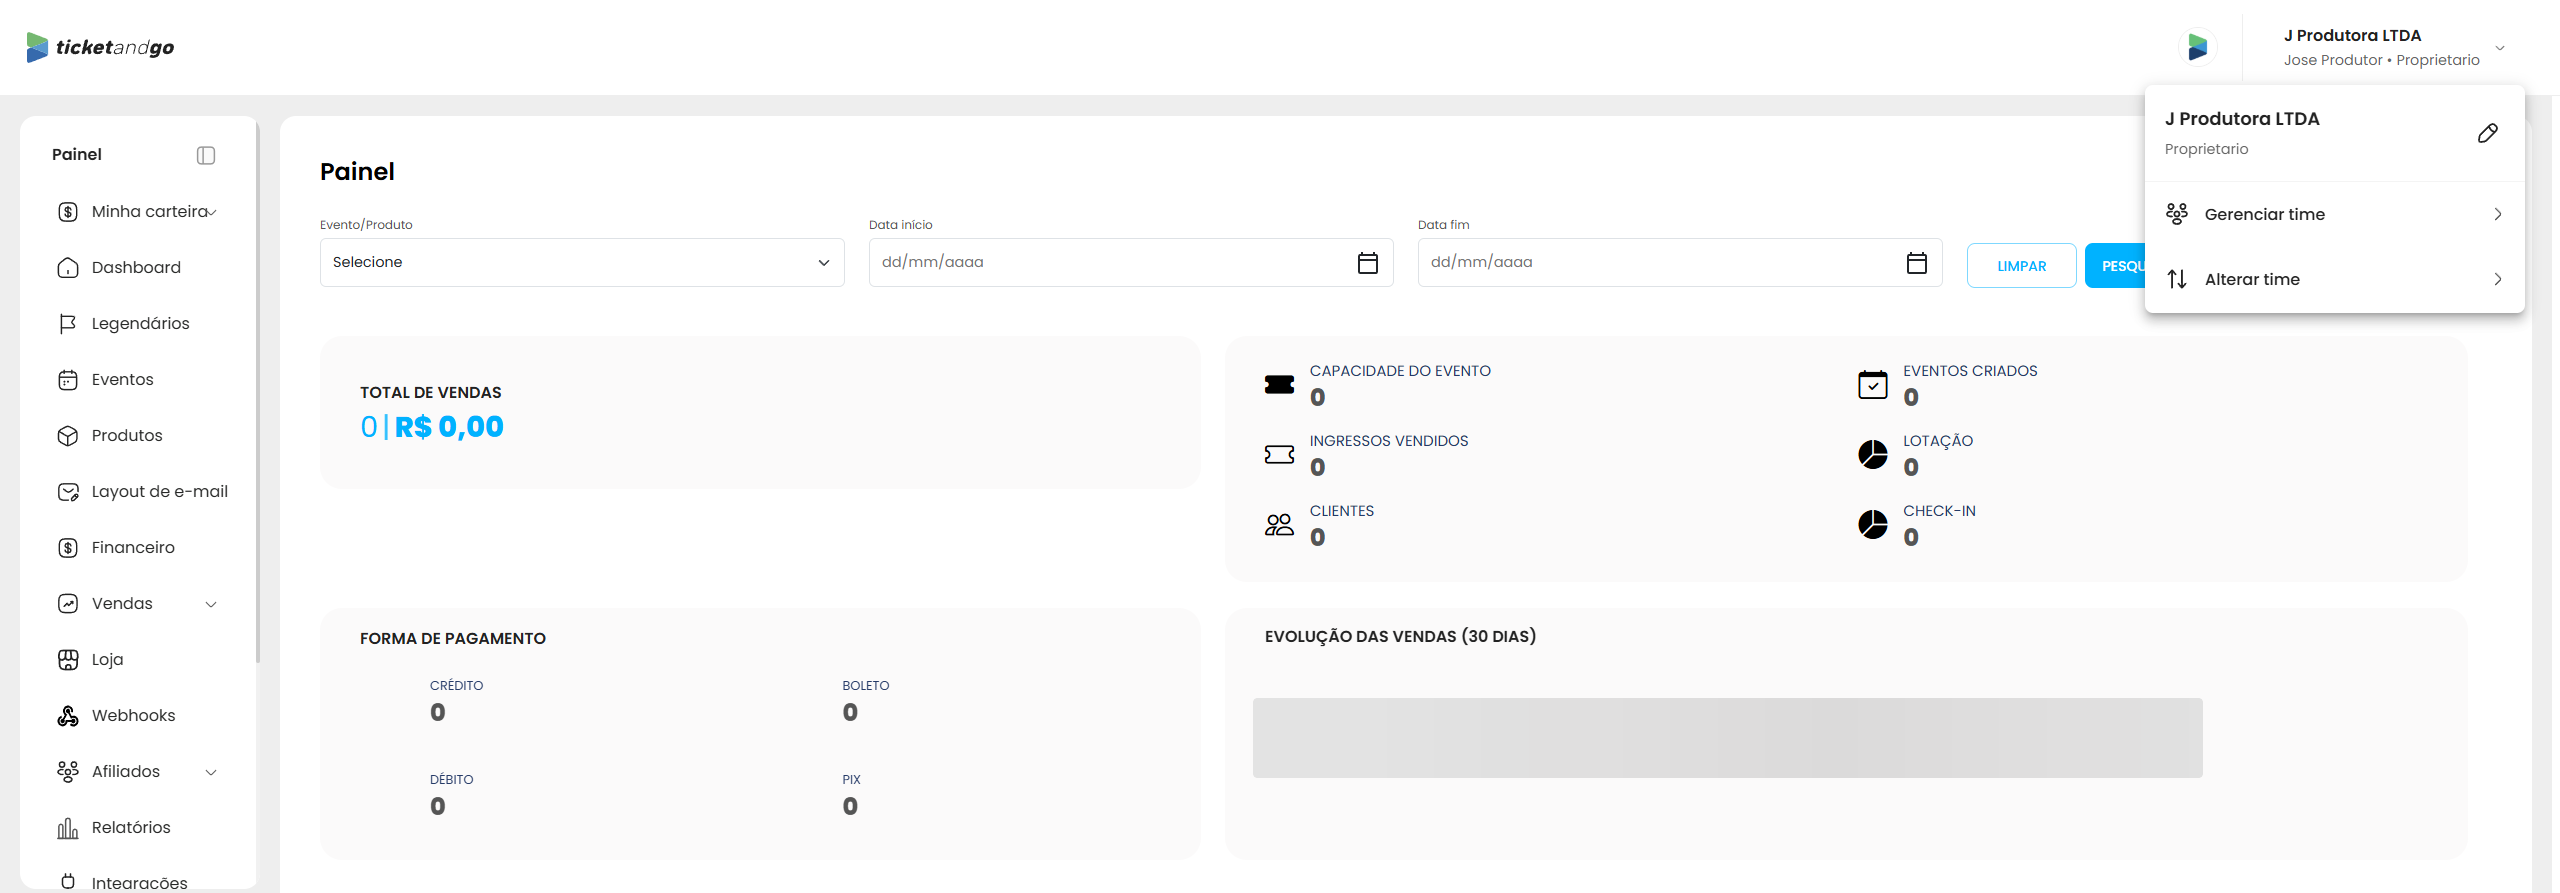 ticketandgo
J Produtora LTDA
Jose Produtor • Proprietario
J Produtora LTDA
Proprietario
Gerenciar time
Alterar time
Painel
Minha carteira
Dashboard
Legendários
Eventos
Produtos
Layout de e-mail
Financeiro
Vendas
Loja
Webhooks
Afiliados
Relatórios
Integrações
Painel
Evento/Produto
Data início
Data fim
Selecione
dd/mm/aaaa
dd/mm/aaaa
LIMPAR
PESQU
TOTAL DE VENDAS
0 | R$ 0,00
CAPACIDADE DO EVENTO
0
EVENTOS CRIADOS
0
INGRESSOS VENDIDOS
0
LOTAÇÃO
0
CLIENTES
0
CHECK-IN
0
FORMA DE PAGAMENTO
CRÉDITO
0
BOLETO
0
DÉBITO
0
PIX
0
EVOLUÇÃO DAS VENDAS (30 DIAS)